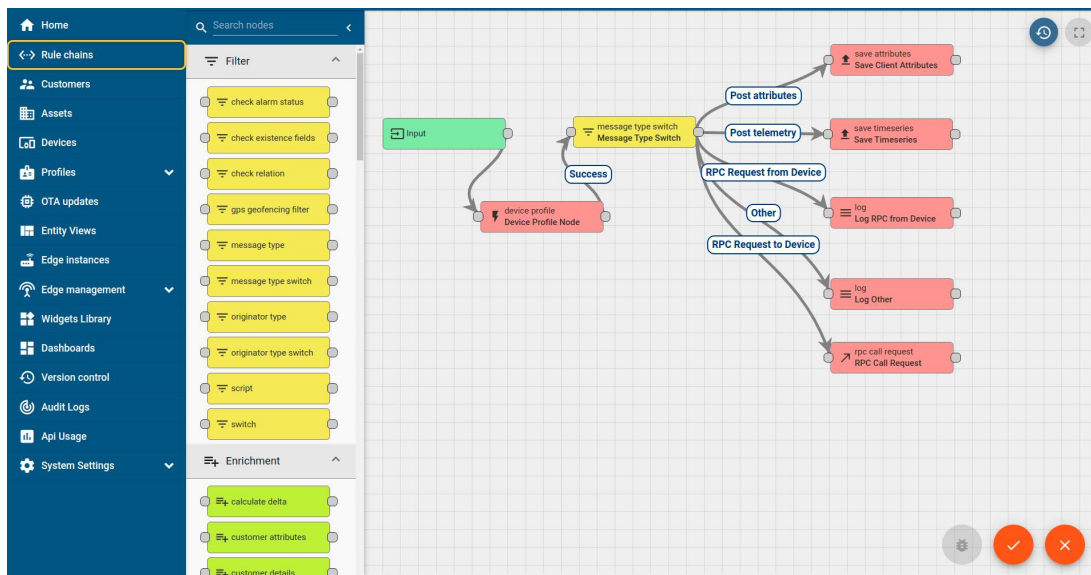 Home
Rule chains
Customers
Assets
Devices
Profiles
OTA updates
Entity Views
Edge instances
Edge management
Widgets Library
Dashboards
Version control
Audit Logs
Api Usage
System Settings
Search nodes
Filter
check alarm status
check existence fields
check relation
gps geofencing filter
message type
message type switch
originator type
originator type switch
script
switch
Enrichment
calculate delta
customer attributes
customer details
Input
device profile
Device Profile Node
Success
message type switch
Message Type Switch
Post attributes
Post telemetry
RPC Request from Device
Other
RPC Request to Device
save attributes
Save Client Attributes
save timeseries
Save Timeseries
log
Log RPC from Device
log
Log Other
rpc call request
RPC Call Request